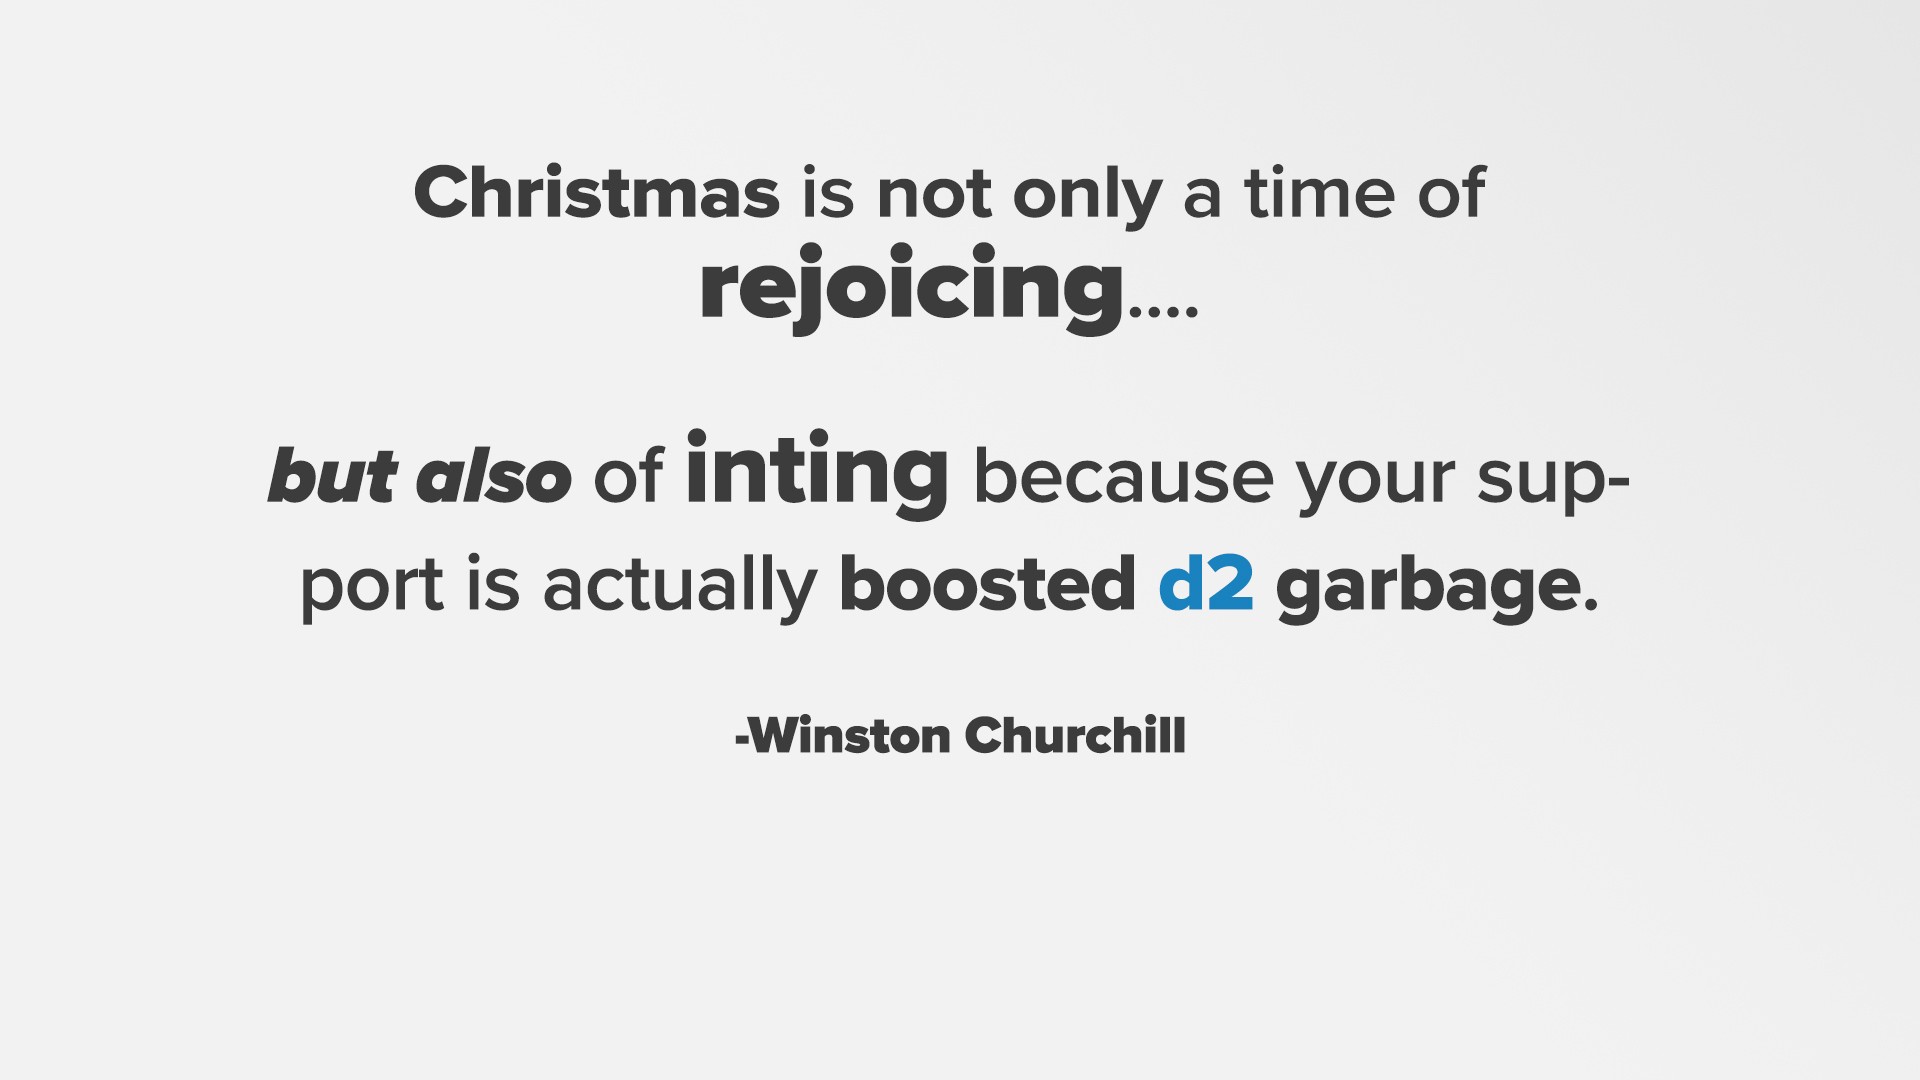 Christmas is not only a time of
rejoicing....
but also of inting because your sup-
port is actually boosted d2 garbage.
-Winston Churchill